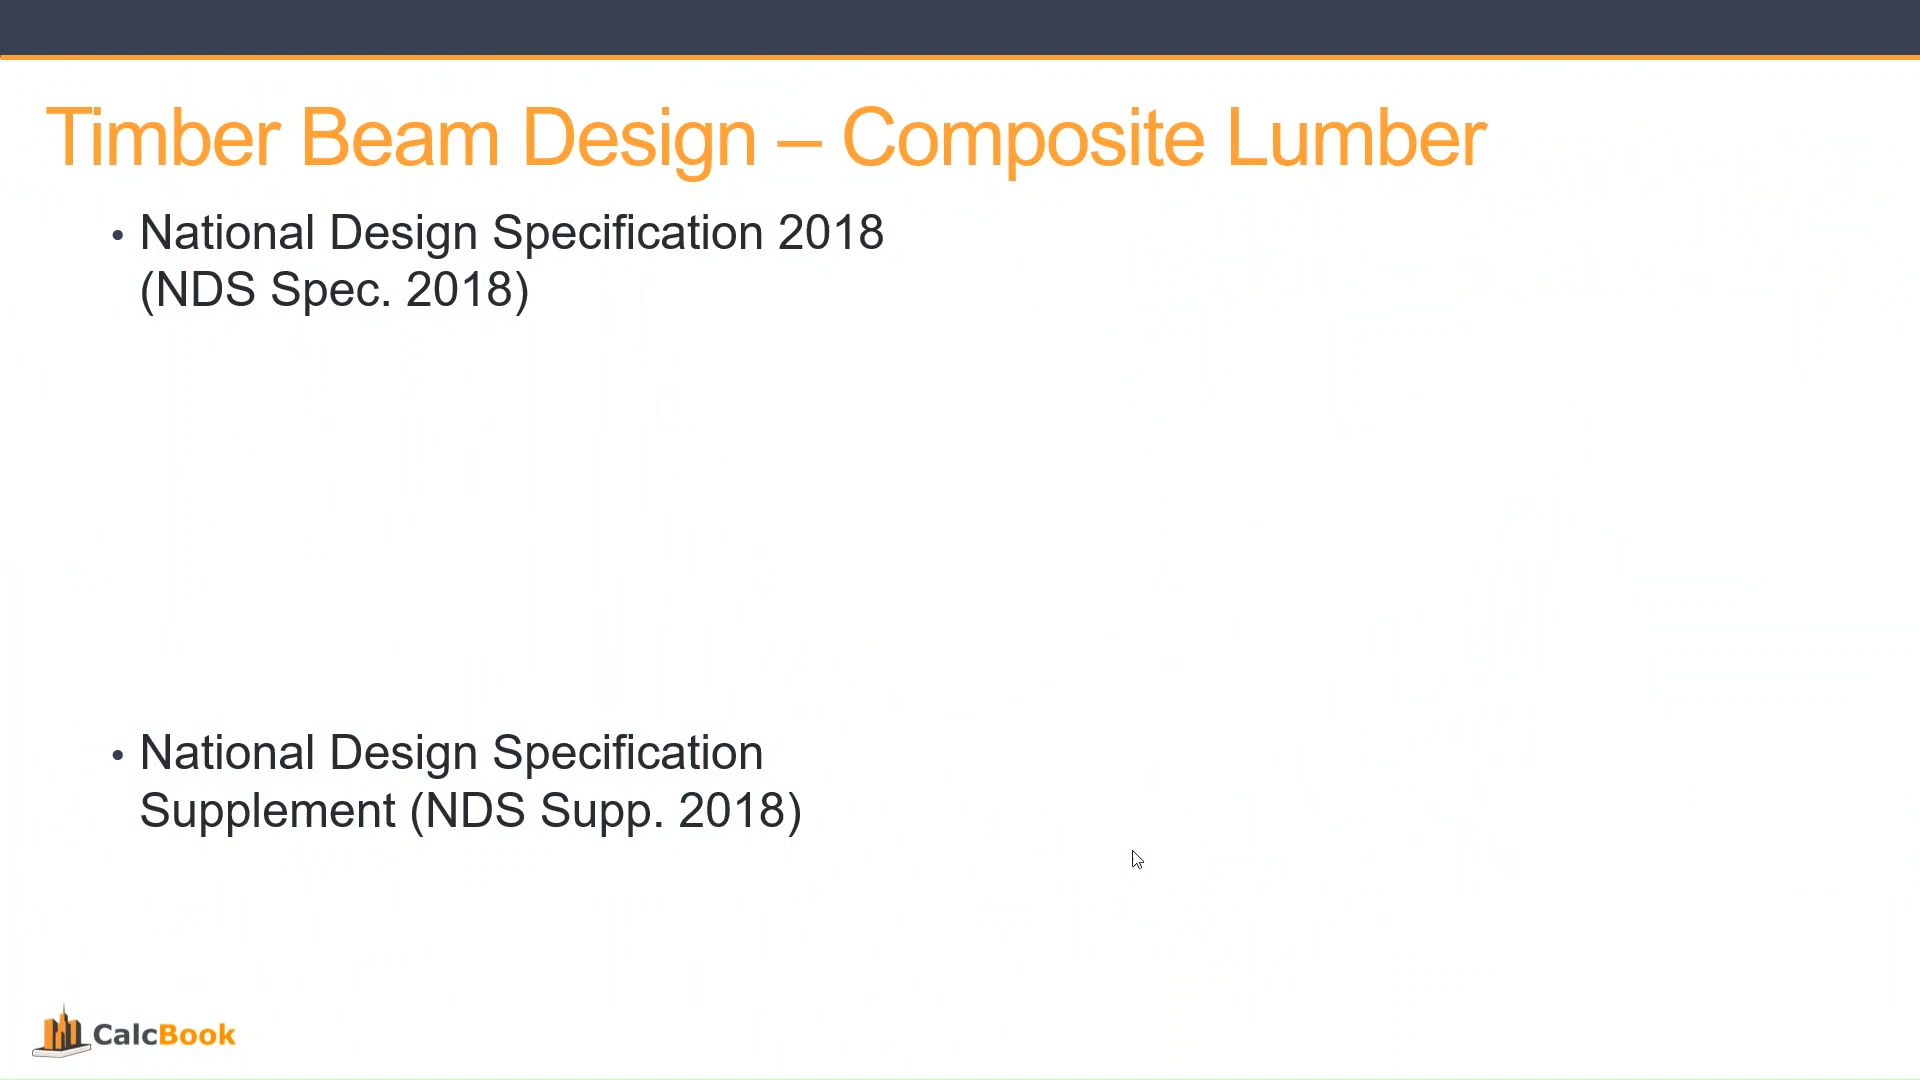 Timber Beam Design – Composite Lumber
• National Design Specification 2018
(NDS Spec. 2018)
• National Design Specification
Supplement (NDS Supp. 2018)
CalcBook